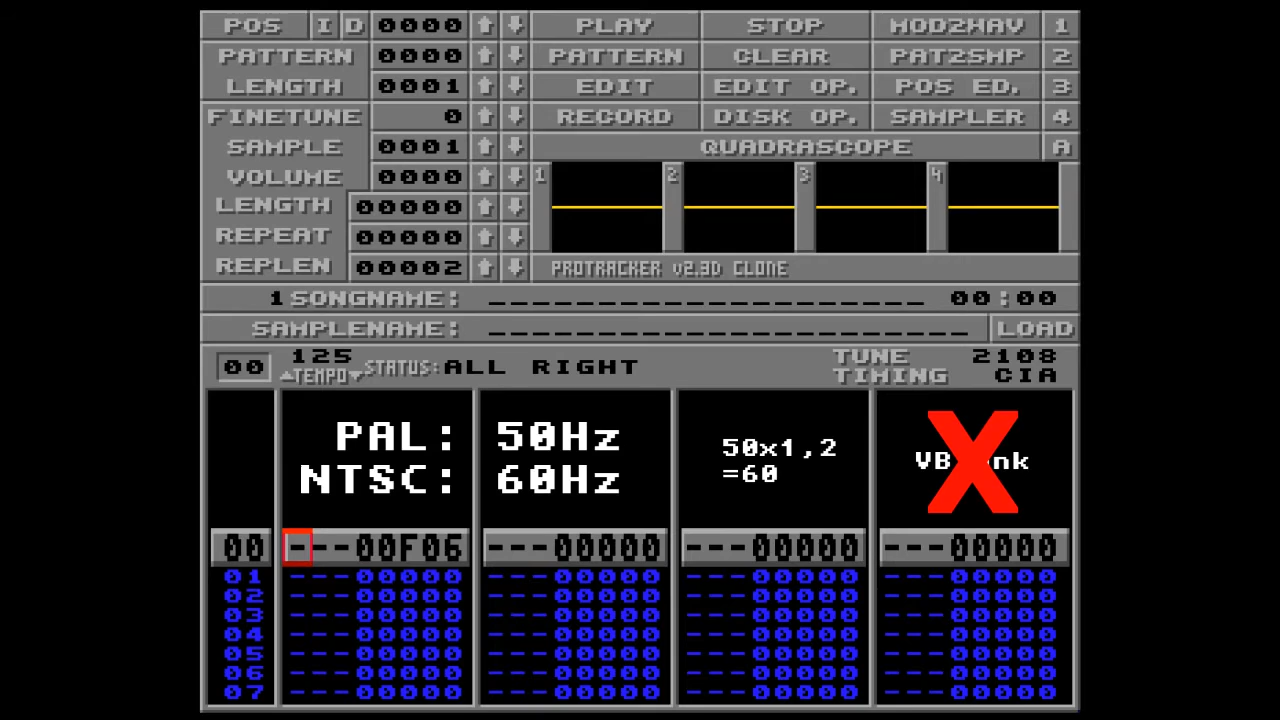 POS I D 0000 PLAY STOP MOD2WAV 1
PATTERN 0000 PATTERN CLEAR PAT2SMP 2
LENGTH 0001 EDIT EDIT OP. POS ED. 3
FINETUNE 0 RECORD DISK OP. SAMPLER 4
SAMPLE 0001 QUADRASCOPE A
VOLUME 0000 1 2 3 4
LENGTH 00000
REPEAT 00000
REPLEN 00002 PROTRACKER v2.3D CLONE
1 SONGNAME: ____________________ 00:00
SAMPLENAME: ______________________ LOAD
00 125 TUNE 2108
TEMPO STATUS: ALL RIGHT TIMING CIA
PAL: 50Hz 50x1,2
NTSC: 60Hz =60
00 ---00F06 ---00000 ---00000 ---00000
01 ---00000 ---00000 ---00000 ---00000
02 ---00000 ---00000 ---00000 ---00000
03 ---00000 ---00000 ---00000 ---00000
04 ---00000 ---00000 ---00000 ---00000
05 ---00000 ---00000 ---00000 ---00000
06 ---00000 ---00000 ---00000 ---00000
07 ---00000 ---00000 ---00000 ---00000